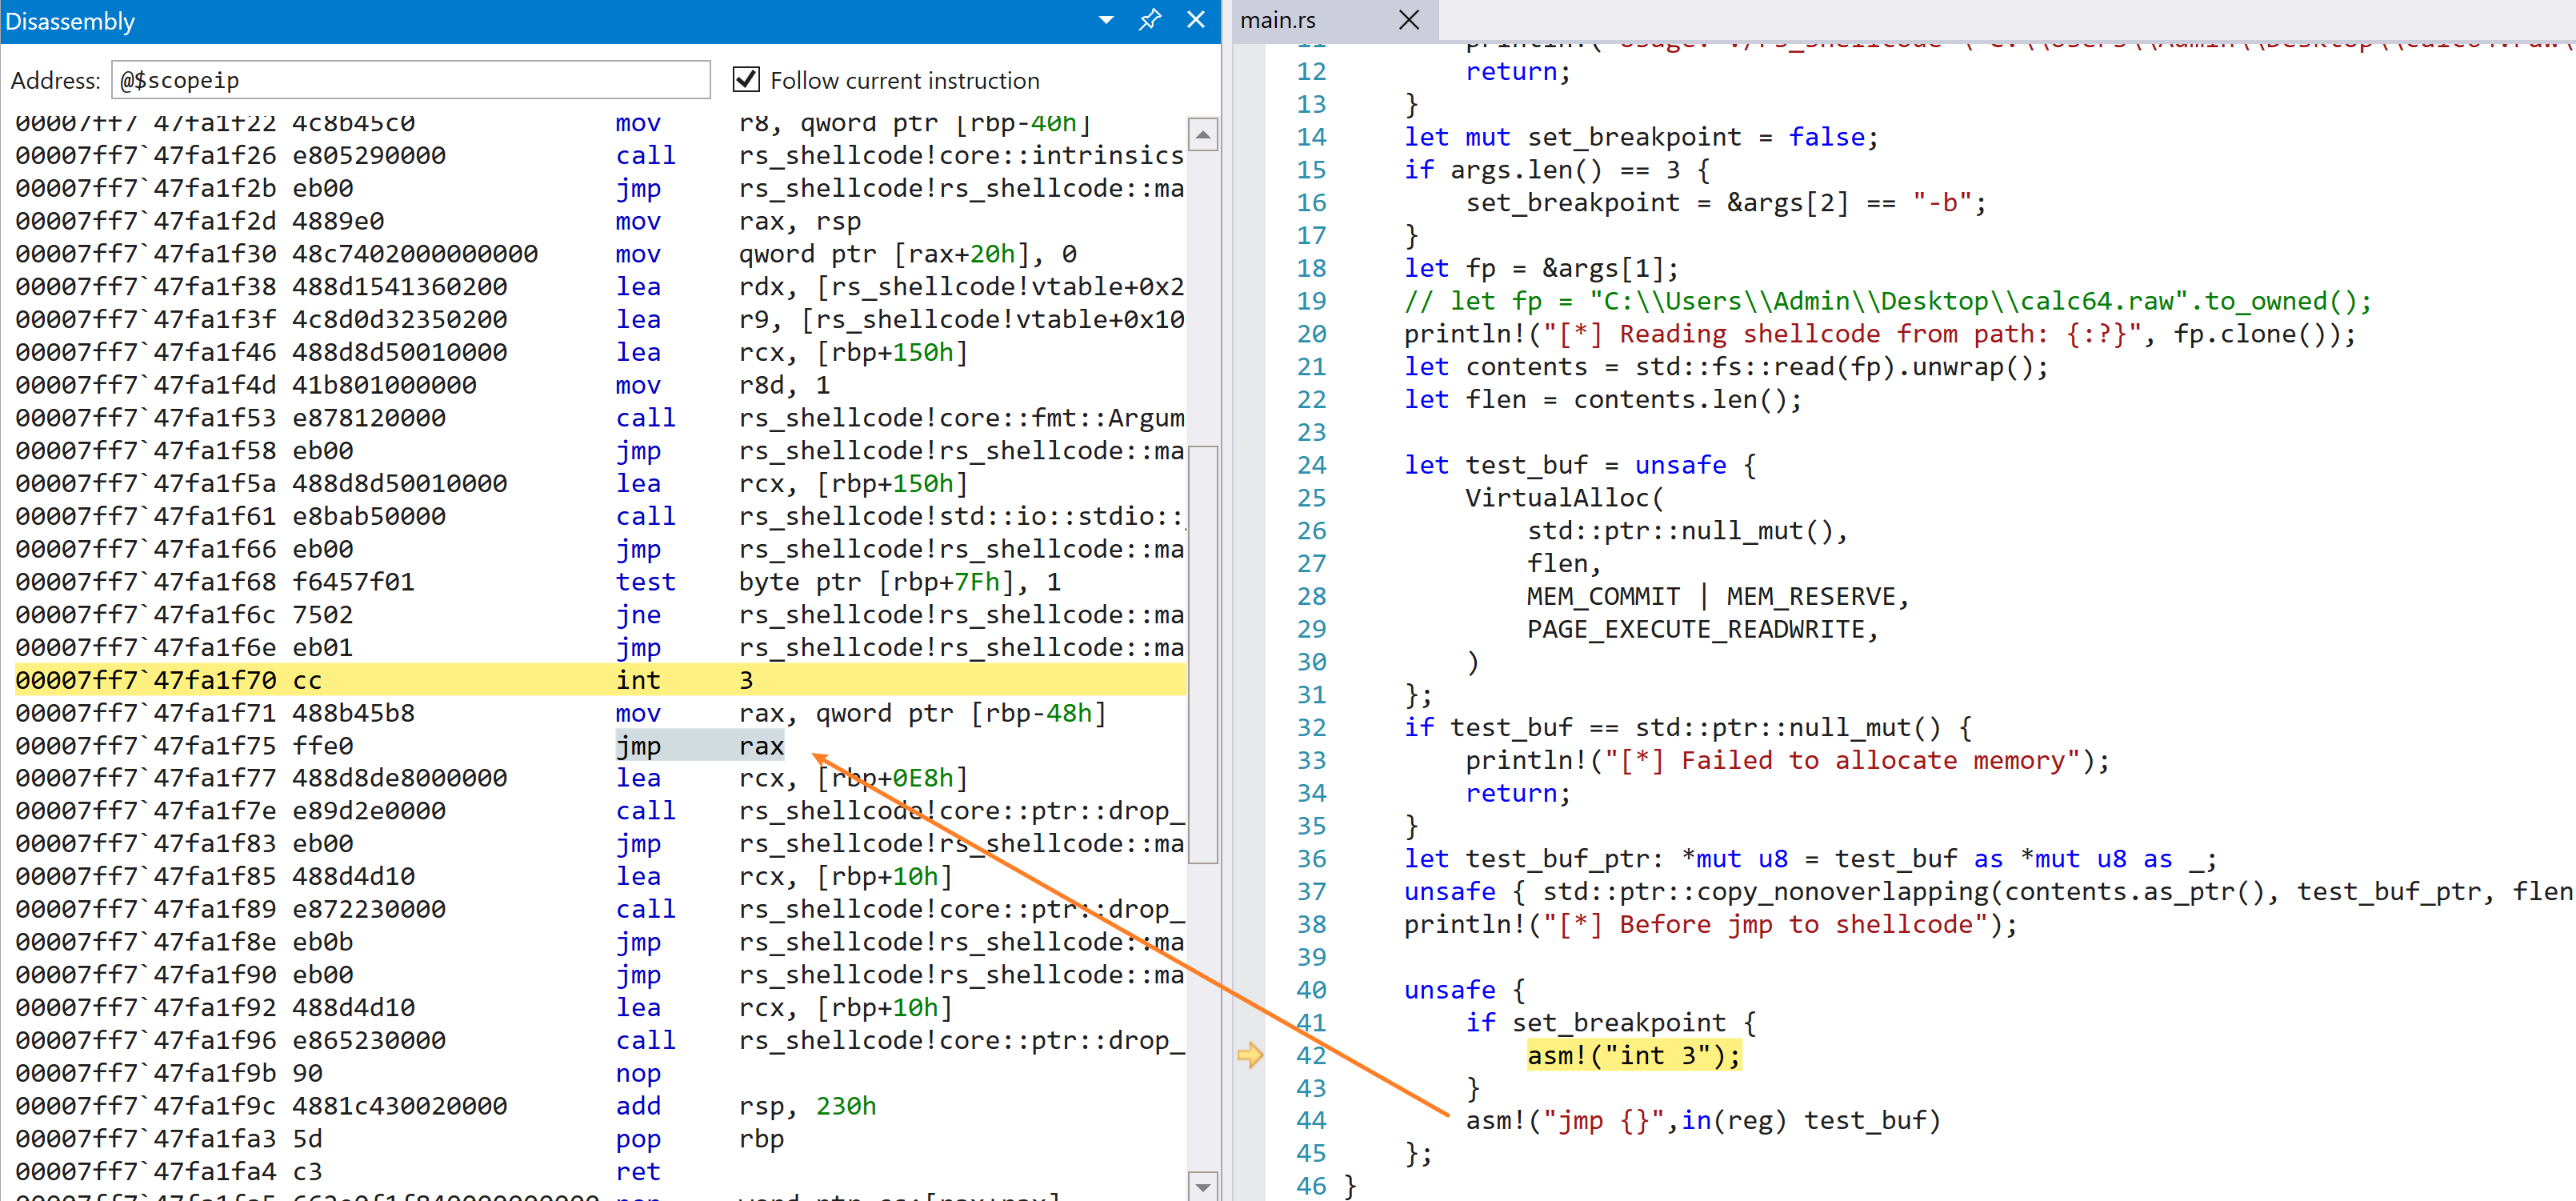 Disassembly
Address: @$scopeip
Follow current instruction
00007ff7`47fa1f22 4c8b45c0 mov r8, qword ptr [rbp-40h]
00007ff7`47fa1f26 e805290000 call rs_shellcode!core::intrinsics
00007ff7`47fa1f2b eb00 jmp rs_shellcode!rs_shellcode::ma
00007ff7`47fa1f2d 4889e0 mov rax, rsp
00007ff7`47fa1f30 48c7402000000000 mov qword ptr [rax+20h], 0
00007ff7`47fa1f38 488d1541360200 lea rdx, [rs_shellcode!vtable+0x2
00007ff7`47fa1f3f 4c8d0d32350200 lea r9, [rs_shellcode!vtable+0x10
00007ff7`47fa1f46 488d8d50010000 lea rcx, [rbp+150h]
00007ff7`47fa1f4d 41b801000000 mov r8d, 1
00007ff7`47fa1f53 e878120000 call rs_shellcode!core::fmt::Argum
00007ff7`47fa1f58 eb00 jmp rs_shellcode!rs_shellcode::ma
00007ff7`47fa1f5a 488d8d50010000 lea rcx, [rbp+150h]
00007ff7`47fa1f61 e8bab50000 call rs_shellcode!std::io::stdio::_
00007ff7`47fa1f66 eb00 jmp rs_shellcode!rs_shellcode::ma
00007ff7`47fa1f68 f6457f01 test byte ptr [rbp+7Fh], 1
00007ff7`47fa1f6c 7502 jne rs_shellcode!rs_shellcode::ma
00007ff7`47fa1f6e eb01 jmp rs_shellcode!rs_shellcode::ma
00007ff7`47fa1f70 cc int 3
00007ff7`47fa1f71 488b45b8 mov rax, qword ptr [rbp-48h]
00007ff7`47fa1f75 ffe0 jmp rax
00007ff7`47fa1f77 488d8de8000000 lea rcx, [rbp+0E8h]
00007ff7`47fa1f7e e89d2e0000 call rs_shellcode!core::ptr::drop_
00007ff7`47fa1f83 eb00 jmp rs_shellcode!rs_shellcode::ma
00007ff7`47fa1f85 488d4d10 lea rcx, [rbp+10h]
00007ff7`47fa1f89 e872230000 call rs_shellcode!core::ptr::drop_
00007ff7`47fa1f8e eb0b jmp rs_shellcode!rs_shellcode::ma
00007ff7`47fa1f90 eb00 jmp rs_shellcode!rs_shellcode::ma
00007ff7`47fa1f92 488d4d10 lea rcx, [rbp+10h]
00007ff7`47fa1f96 e865230000 call rs_shellcode!core::ptr::drop_
00007ff7`47fa1f9b 90 nop
00007ff7`47fa1f9c 4881c430020000 add rsp, 230h
00007ff7`47fa1fa3 5d pop rbp
00007ff7`47fa1fa4 c3 ret
main.rs
12 return;
13 }
14 let mut set_breakpoint = false;
15 if args.len() == 3 {
16 set_breakpoint = &args[2] == "-b";
17 }
18 let fp = &args[1];
19 // let fp = "C:\\Users\\Admin\\Desktop\\calc64.raw".to_owned();
20 println!("[*] Reading shellcode from path: {:?}", fp.clone());
21 let contents = std::fs::read(fp).unwrap();
22 let flen = contents.len();
23
24 let test_buf = unsafe {
25 VirtualAlloc(
26 std::ptr::null_mut(),
27 flen,
28 MEM_COMMIT | MEM_RESERVE,
29 PAGE_EXECUTE_READWRITE,
30 )
31 };
32 if test_buf == std::ptr::null_mut() {
33 println!("[*] Failed to allocate memory");
34 return;
35 }
36 let test_buf_ptr: *mut u8 = test_buf as *mut u8 as _;
37 unsafe { std::ptr::copy_nonoverlapping(contents.as_ptr(), test_buf_ptr, flen
38 println!("[*] Before jmp to shellcode");
39
40 unsafe {
41 if set_breakpoint {
42 asm!("int 3");
43 }
44 asm!("jmp {}",in(reg) test_buf)
45 };
46 }